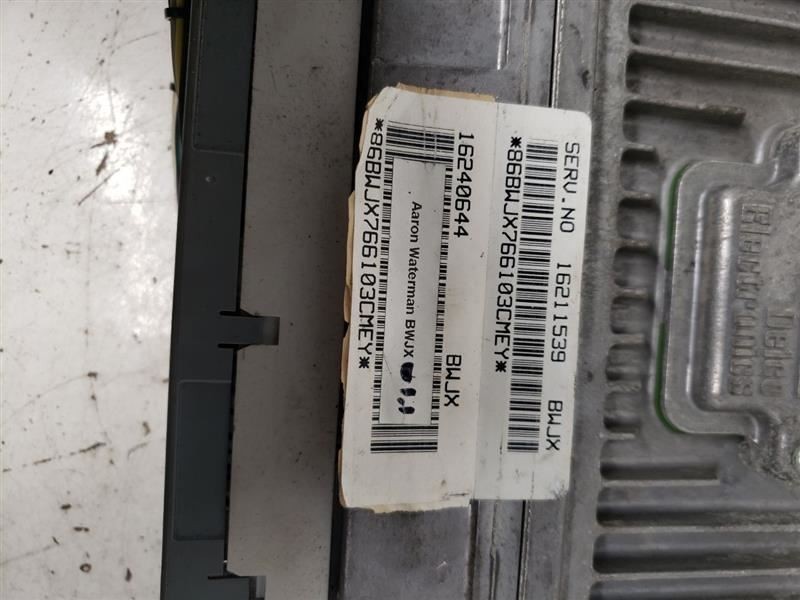 SERV.NO 16211539 BWJX
*86BWJX766103CMEY*
16240644 BWJX
Aaron Waterman BWJX
*86BWJX766103CMEY*
Delco
Electronics